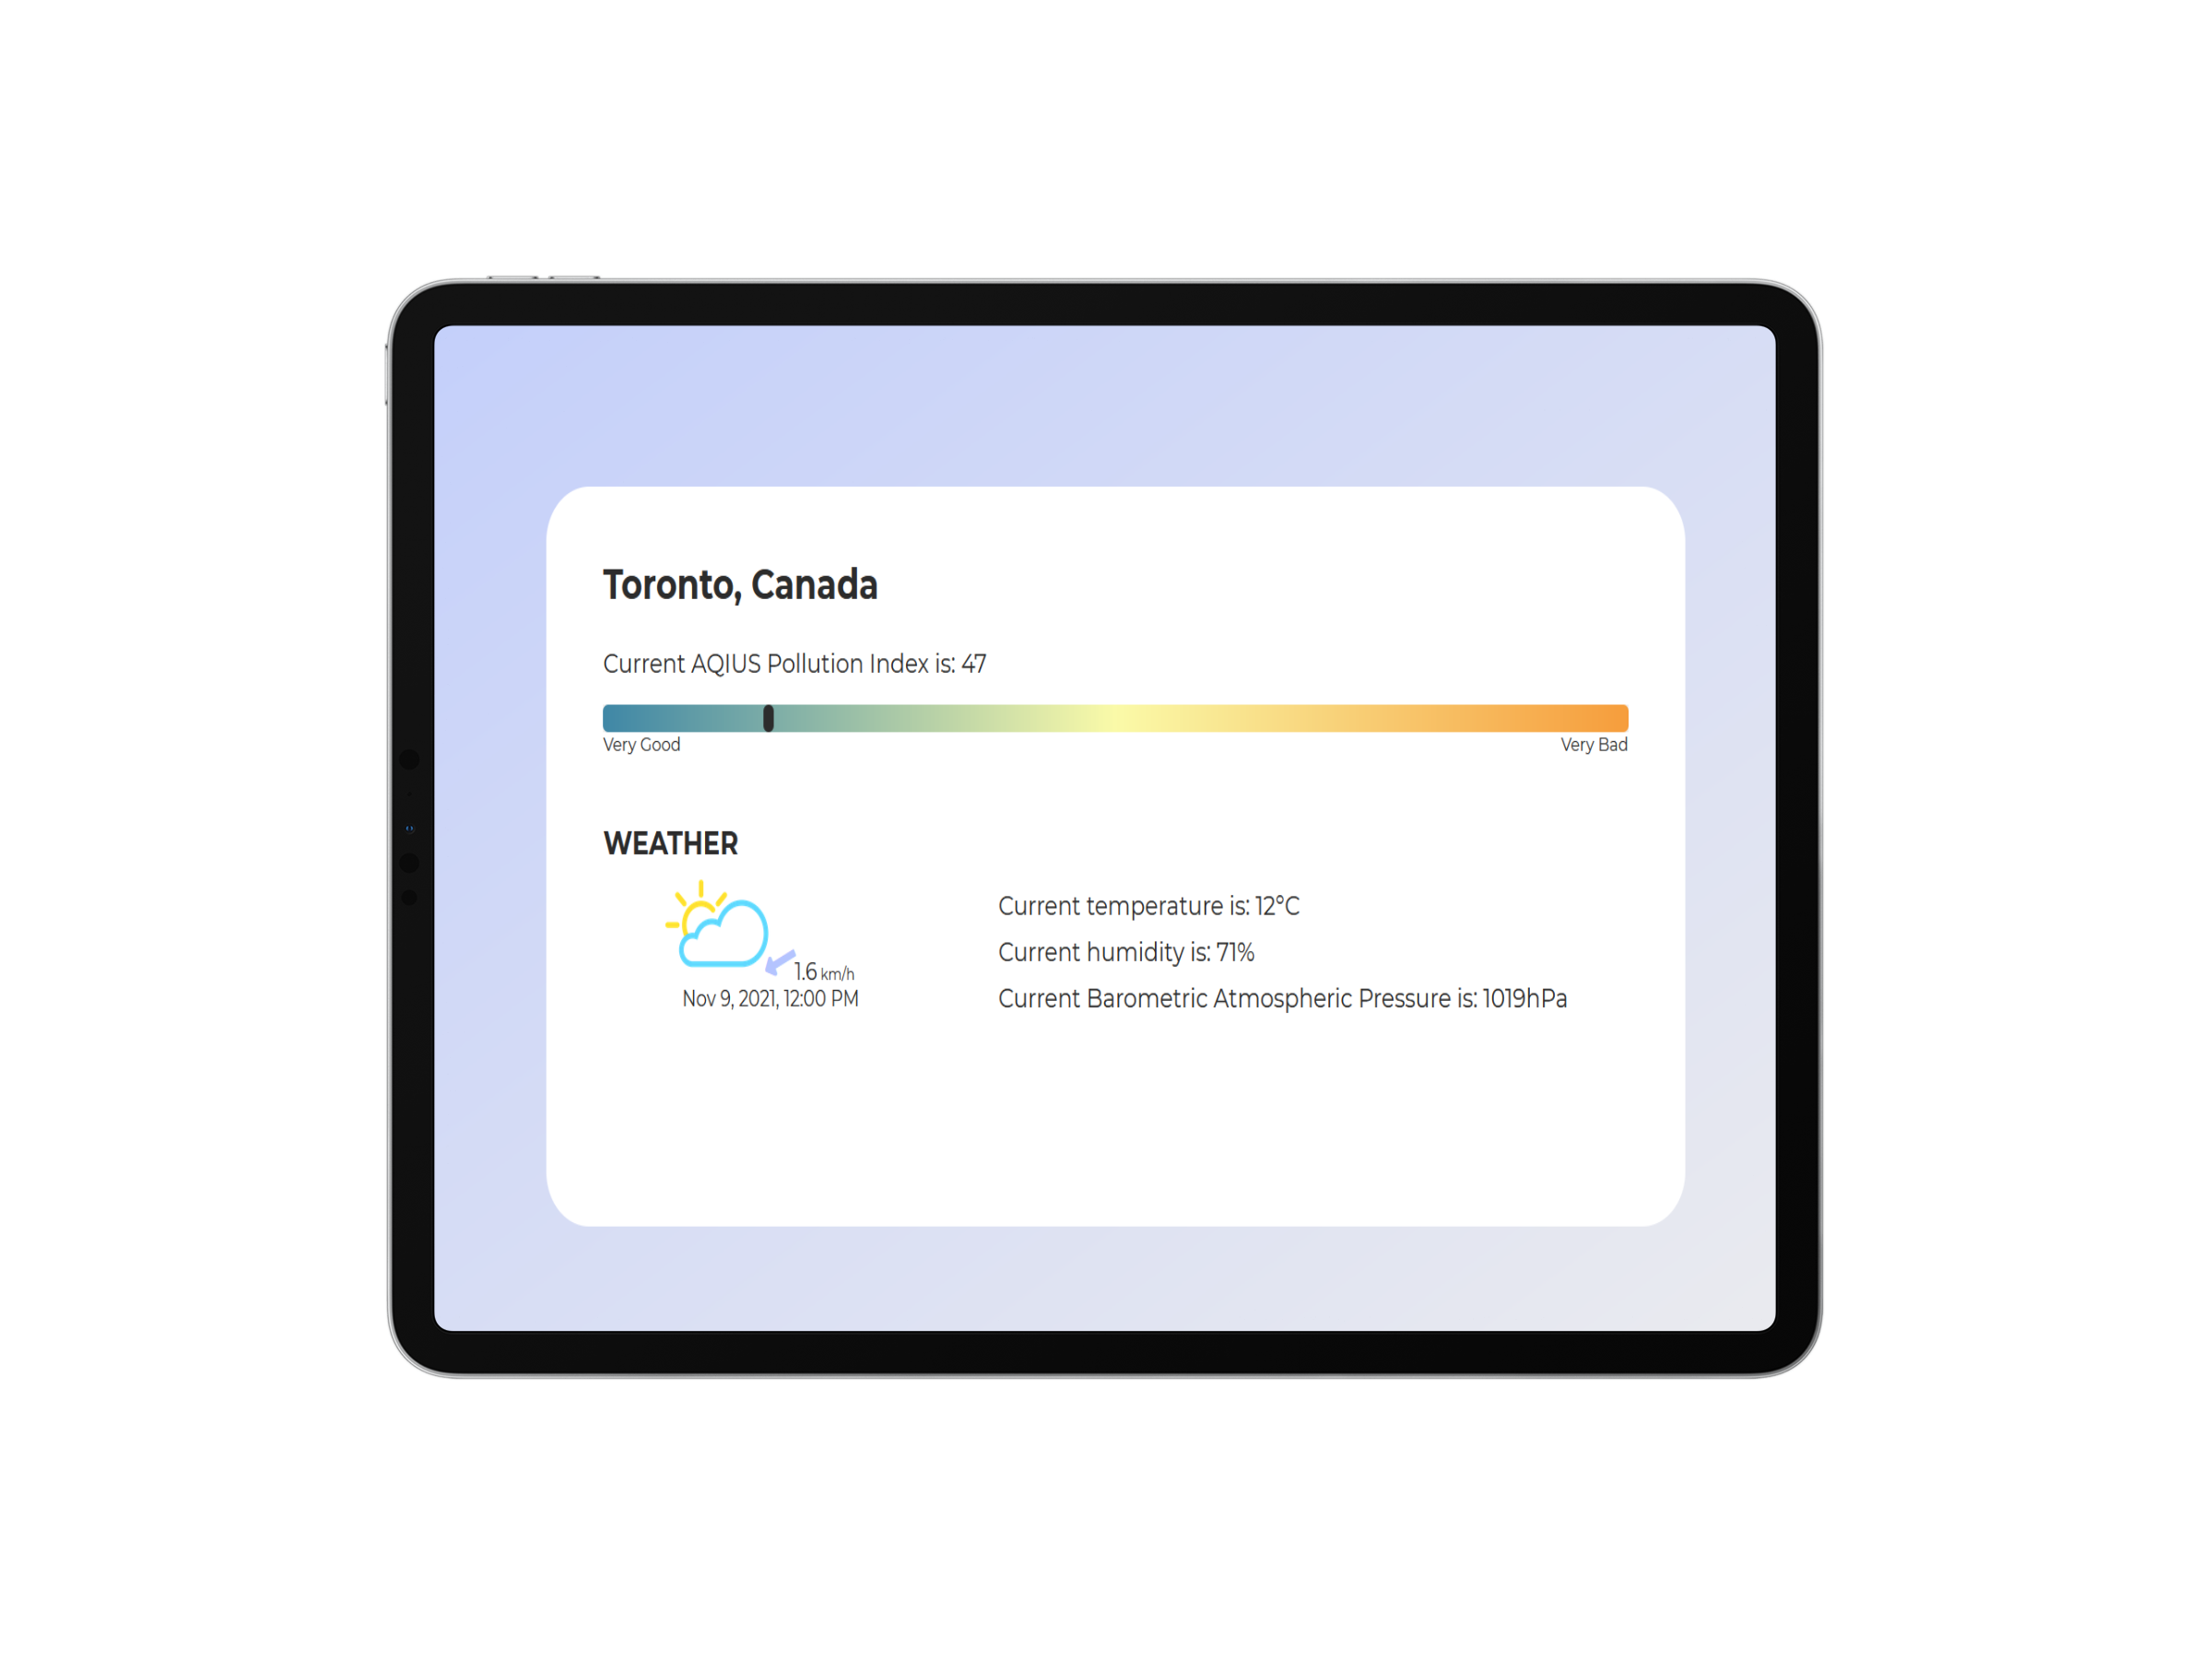 Toronto, Canada
Current AQIUS Pollution Index is: 47
Very Good
Very Bad
WEATHER
1.6 km/h
Nov 9, 2021, 12:00 PM
Current temperature is: 12°C
Current humidity is: 71%
Current Barometric Atmospheric Pressure is: 1019hPa